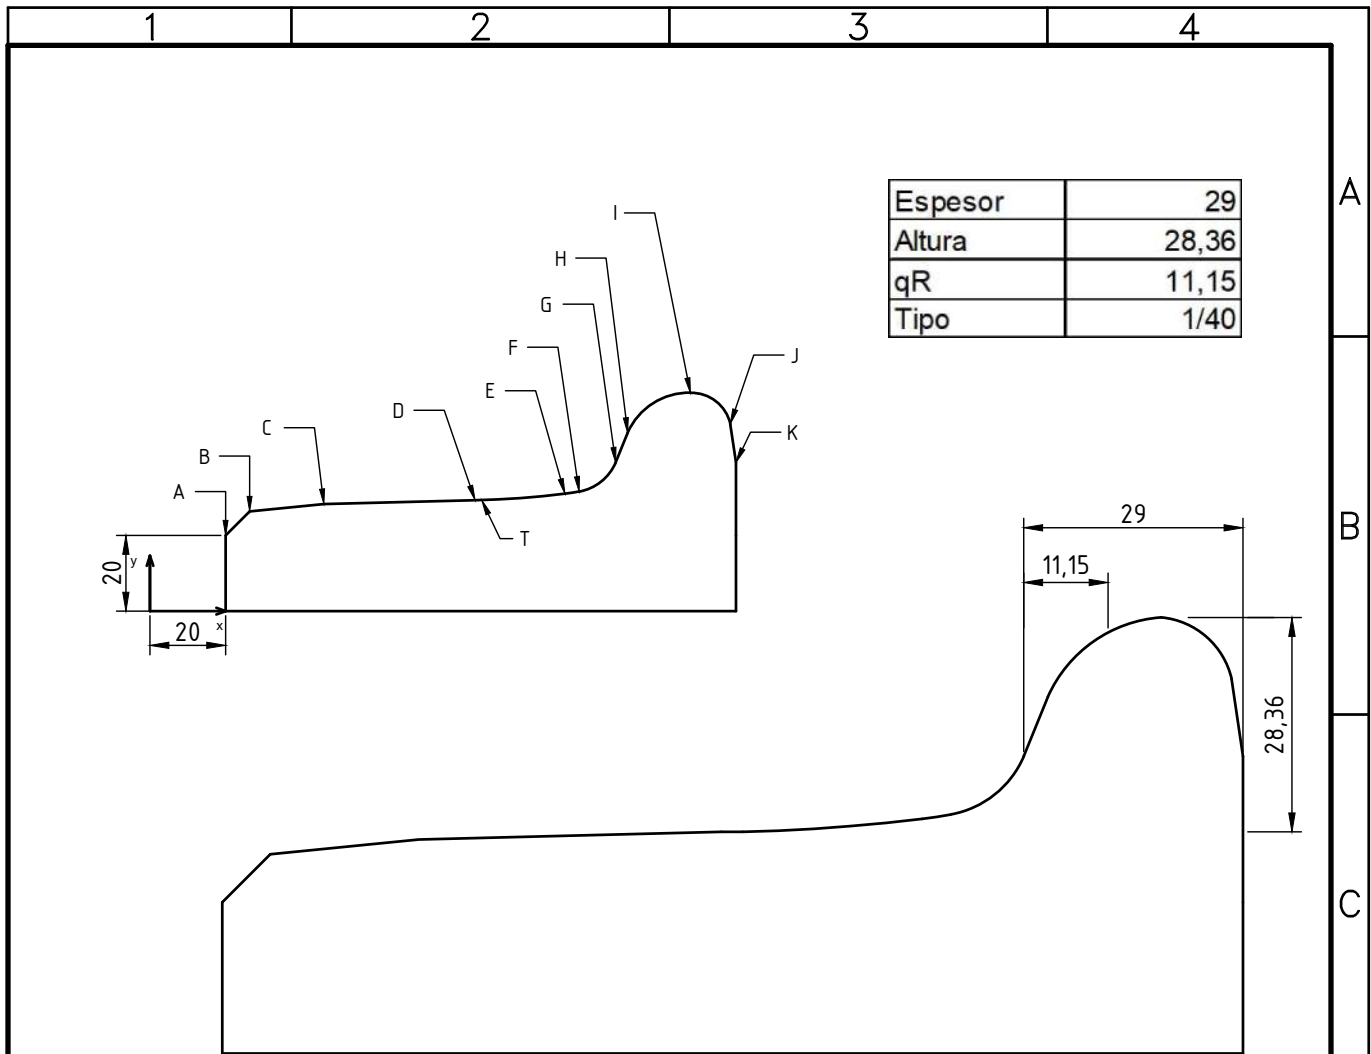 1 2 3 4
A
B
C
Espesor 29
Altura 28,36
qR 11,15
Tipo 1/40
I
H
G
F
E
D
C
B
A
J
K
T
20
y
20
x
29
11,15
28,36